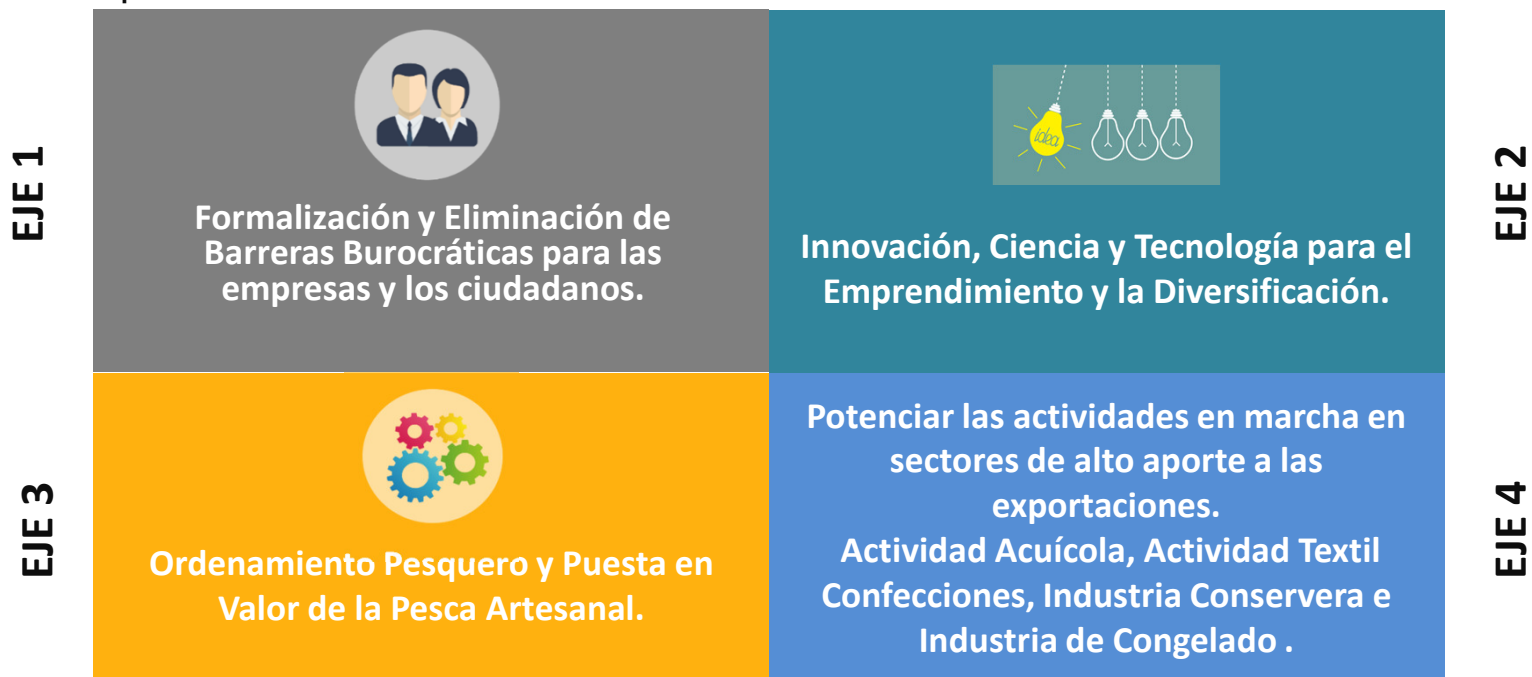 EJE 1
Formalización y Eliminación de
Barreras Burocráticas para las
empresas y los ciudadanos.
idea
Innovación, Ciencia y Tecnología para el
Emprendimiento y la Diversificación.
EJE 2
EJE 3
Ordenamiento Pesquero y Puesta en
Valor de la Pesca Artesanal.
Potenciar las actividades en marcha en
sectores de alto aporte a las
exportaciones.
Actividad Acuícola, Actividad Textil
Confecciones, Industria Conservera e
Industria de Congelado .
EJE 4